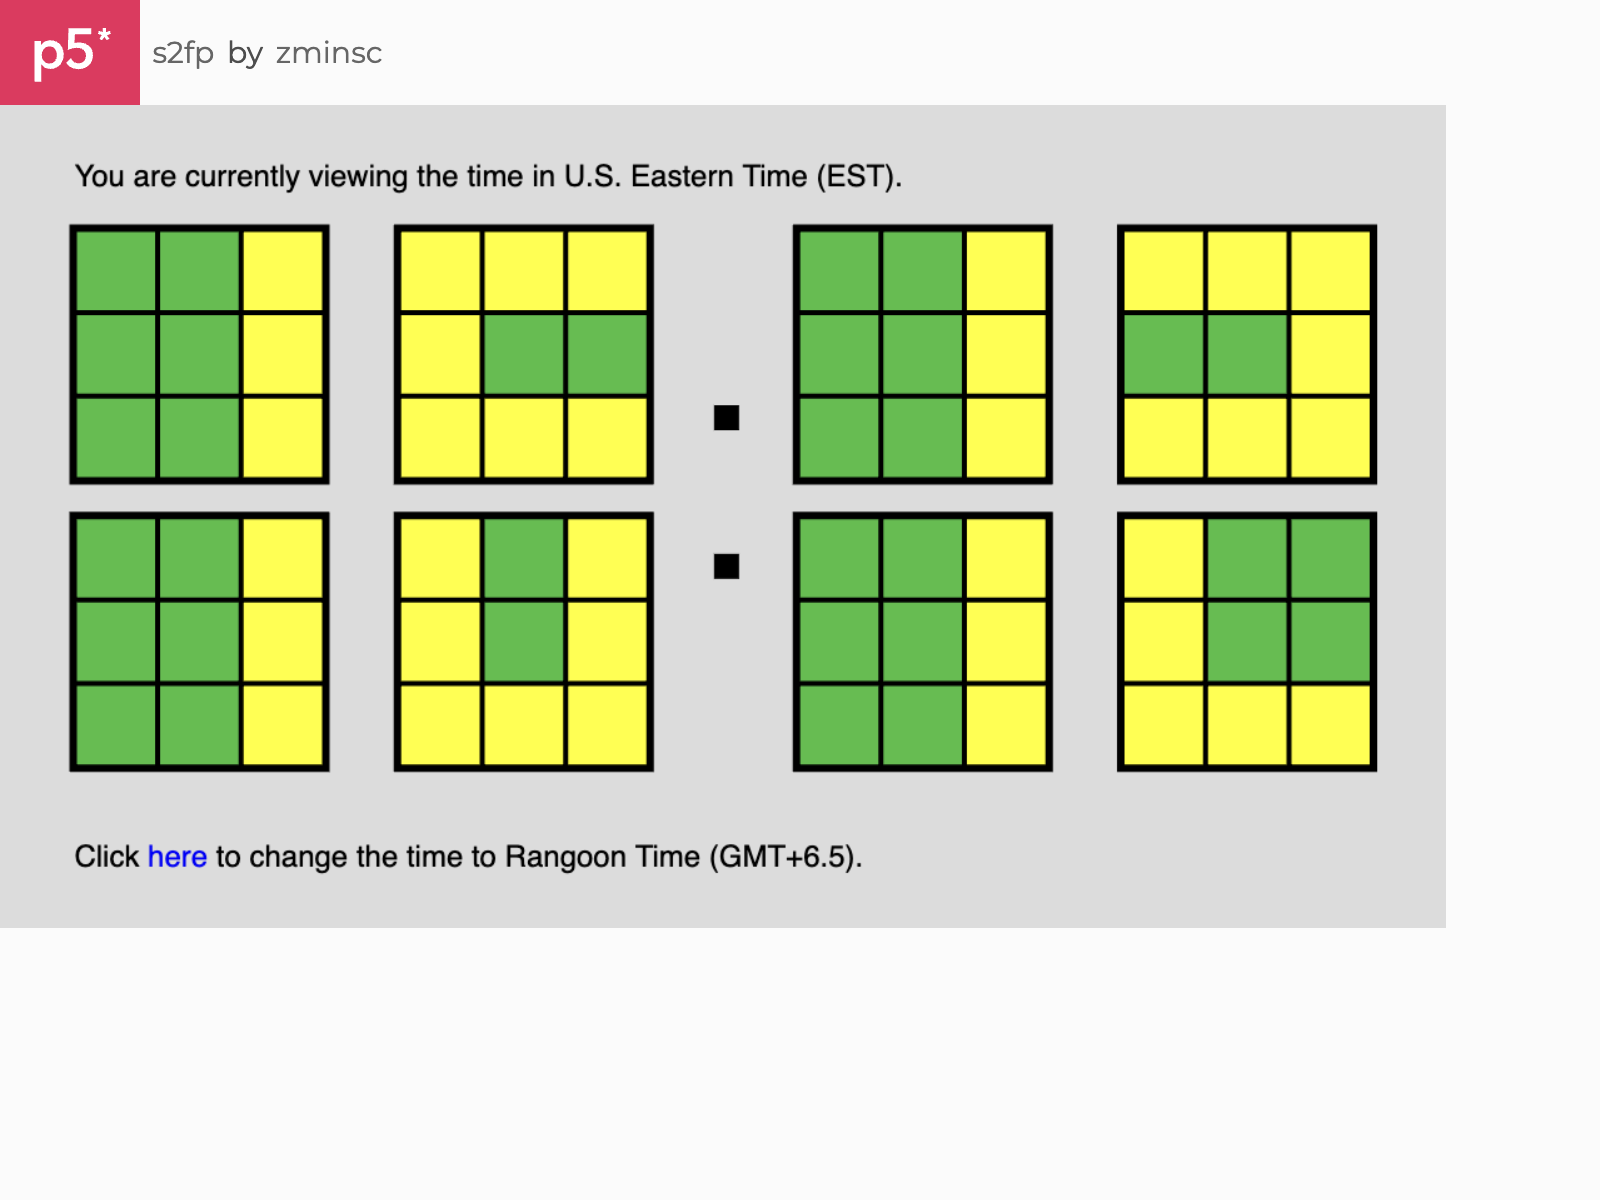 p5* s2fp by zminsc
You are currently viewing the time in U.S. Eastern Time (EST).
Click here to change the time to Rangoon Time (GMT+6.5).